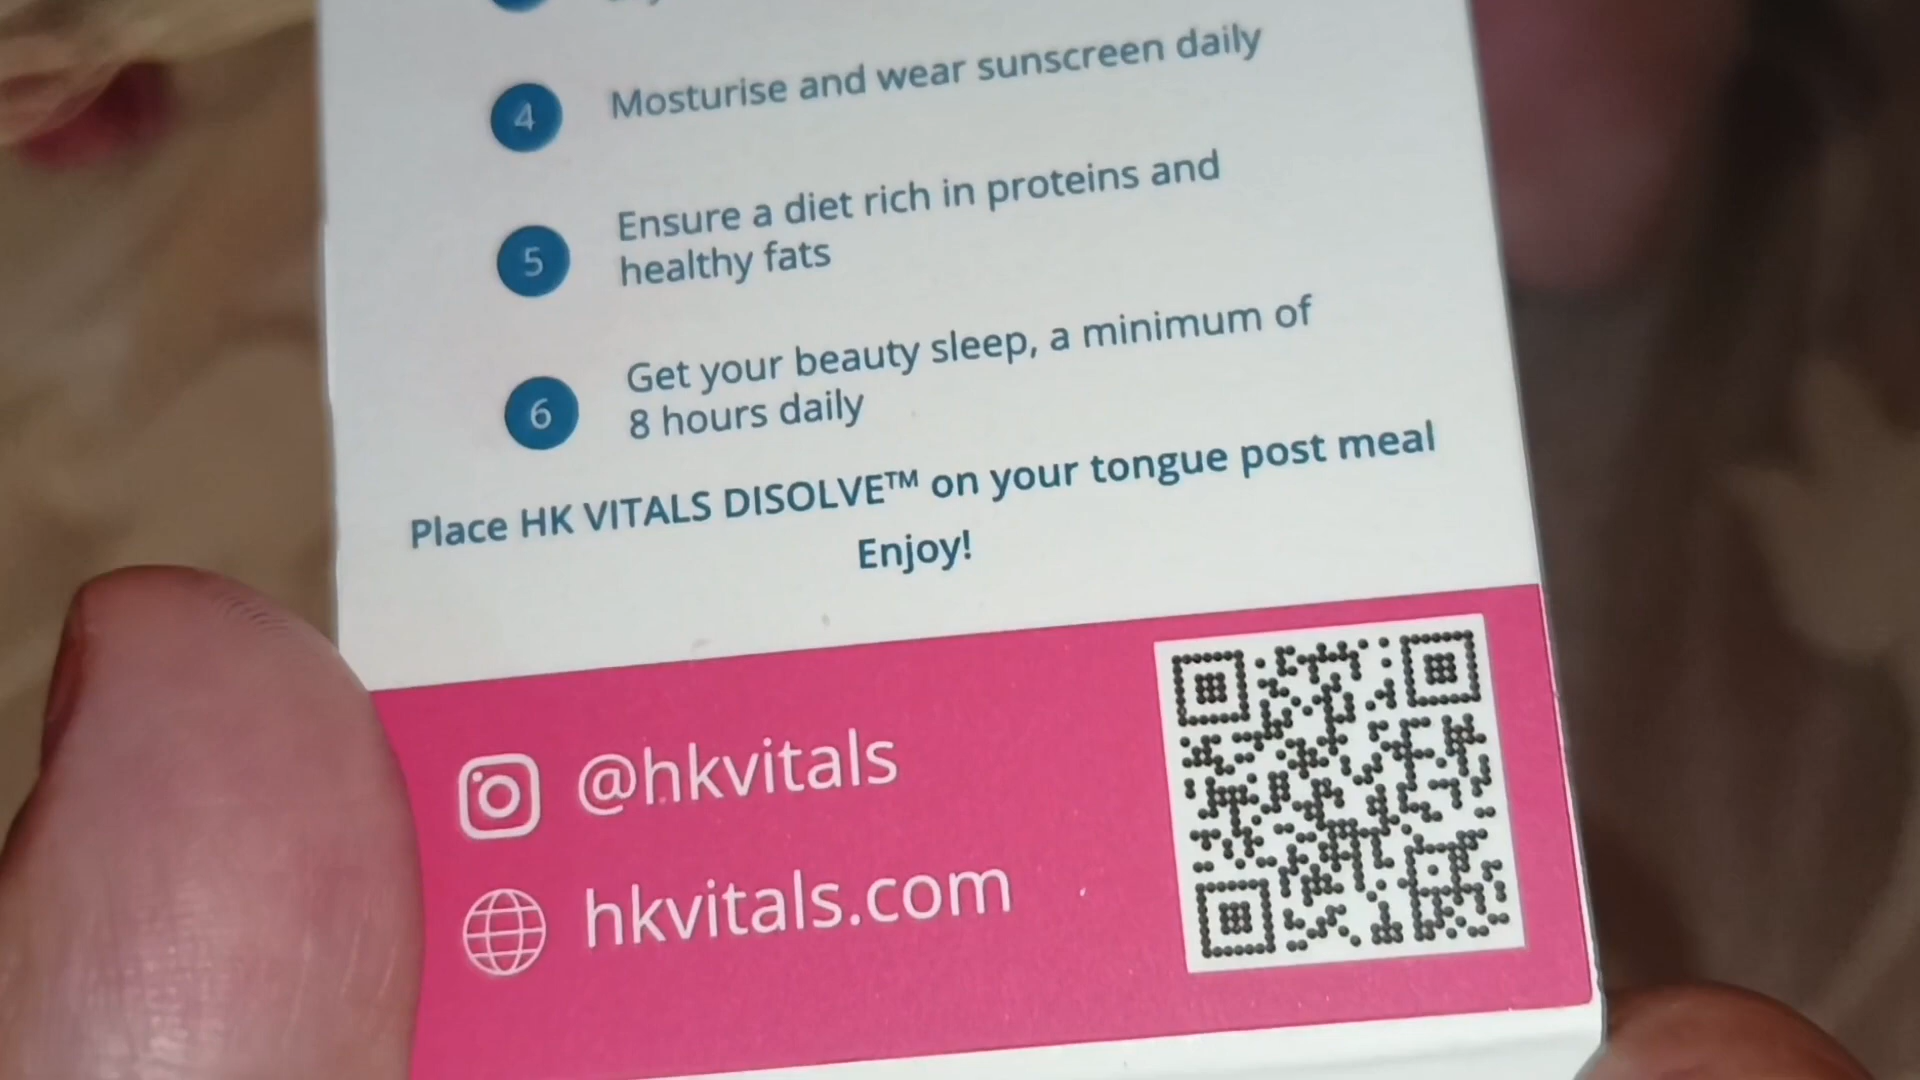 4 Mosturise and wear sunscreen daily
5 Ensure a diet rich in proteins and
healthy fats
6 Get your beauty sleep, a minimum of
8 hours daily
Place HK VITALS DISOLVE™ on your tongue post meal
Enjoy!
@hkvitals
hkvitals.com